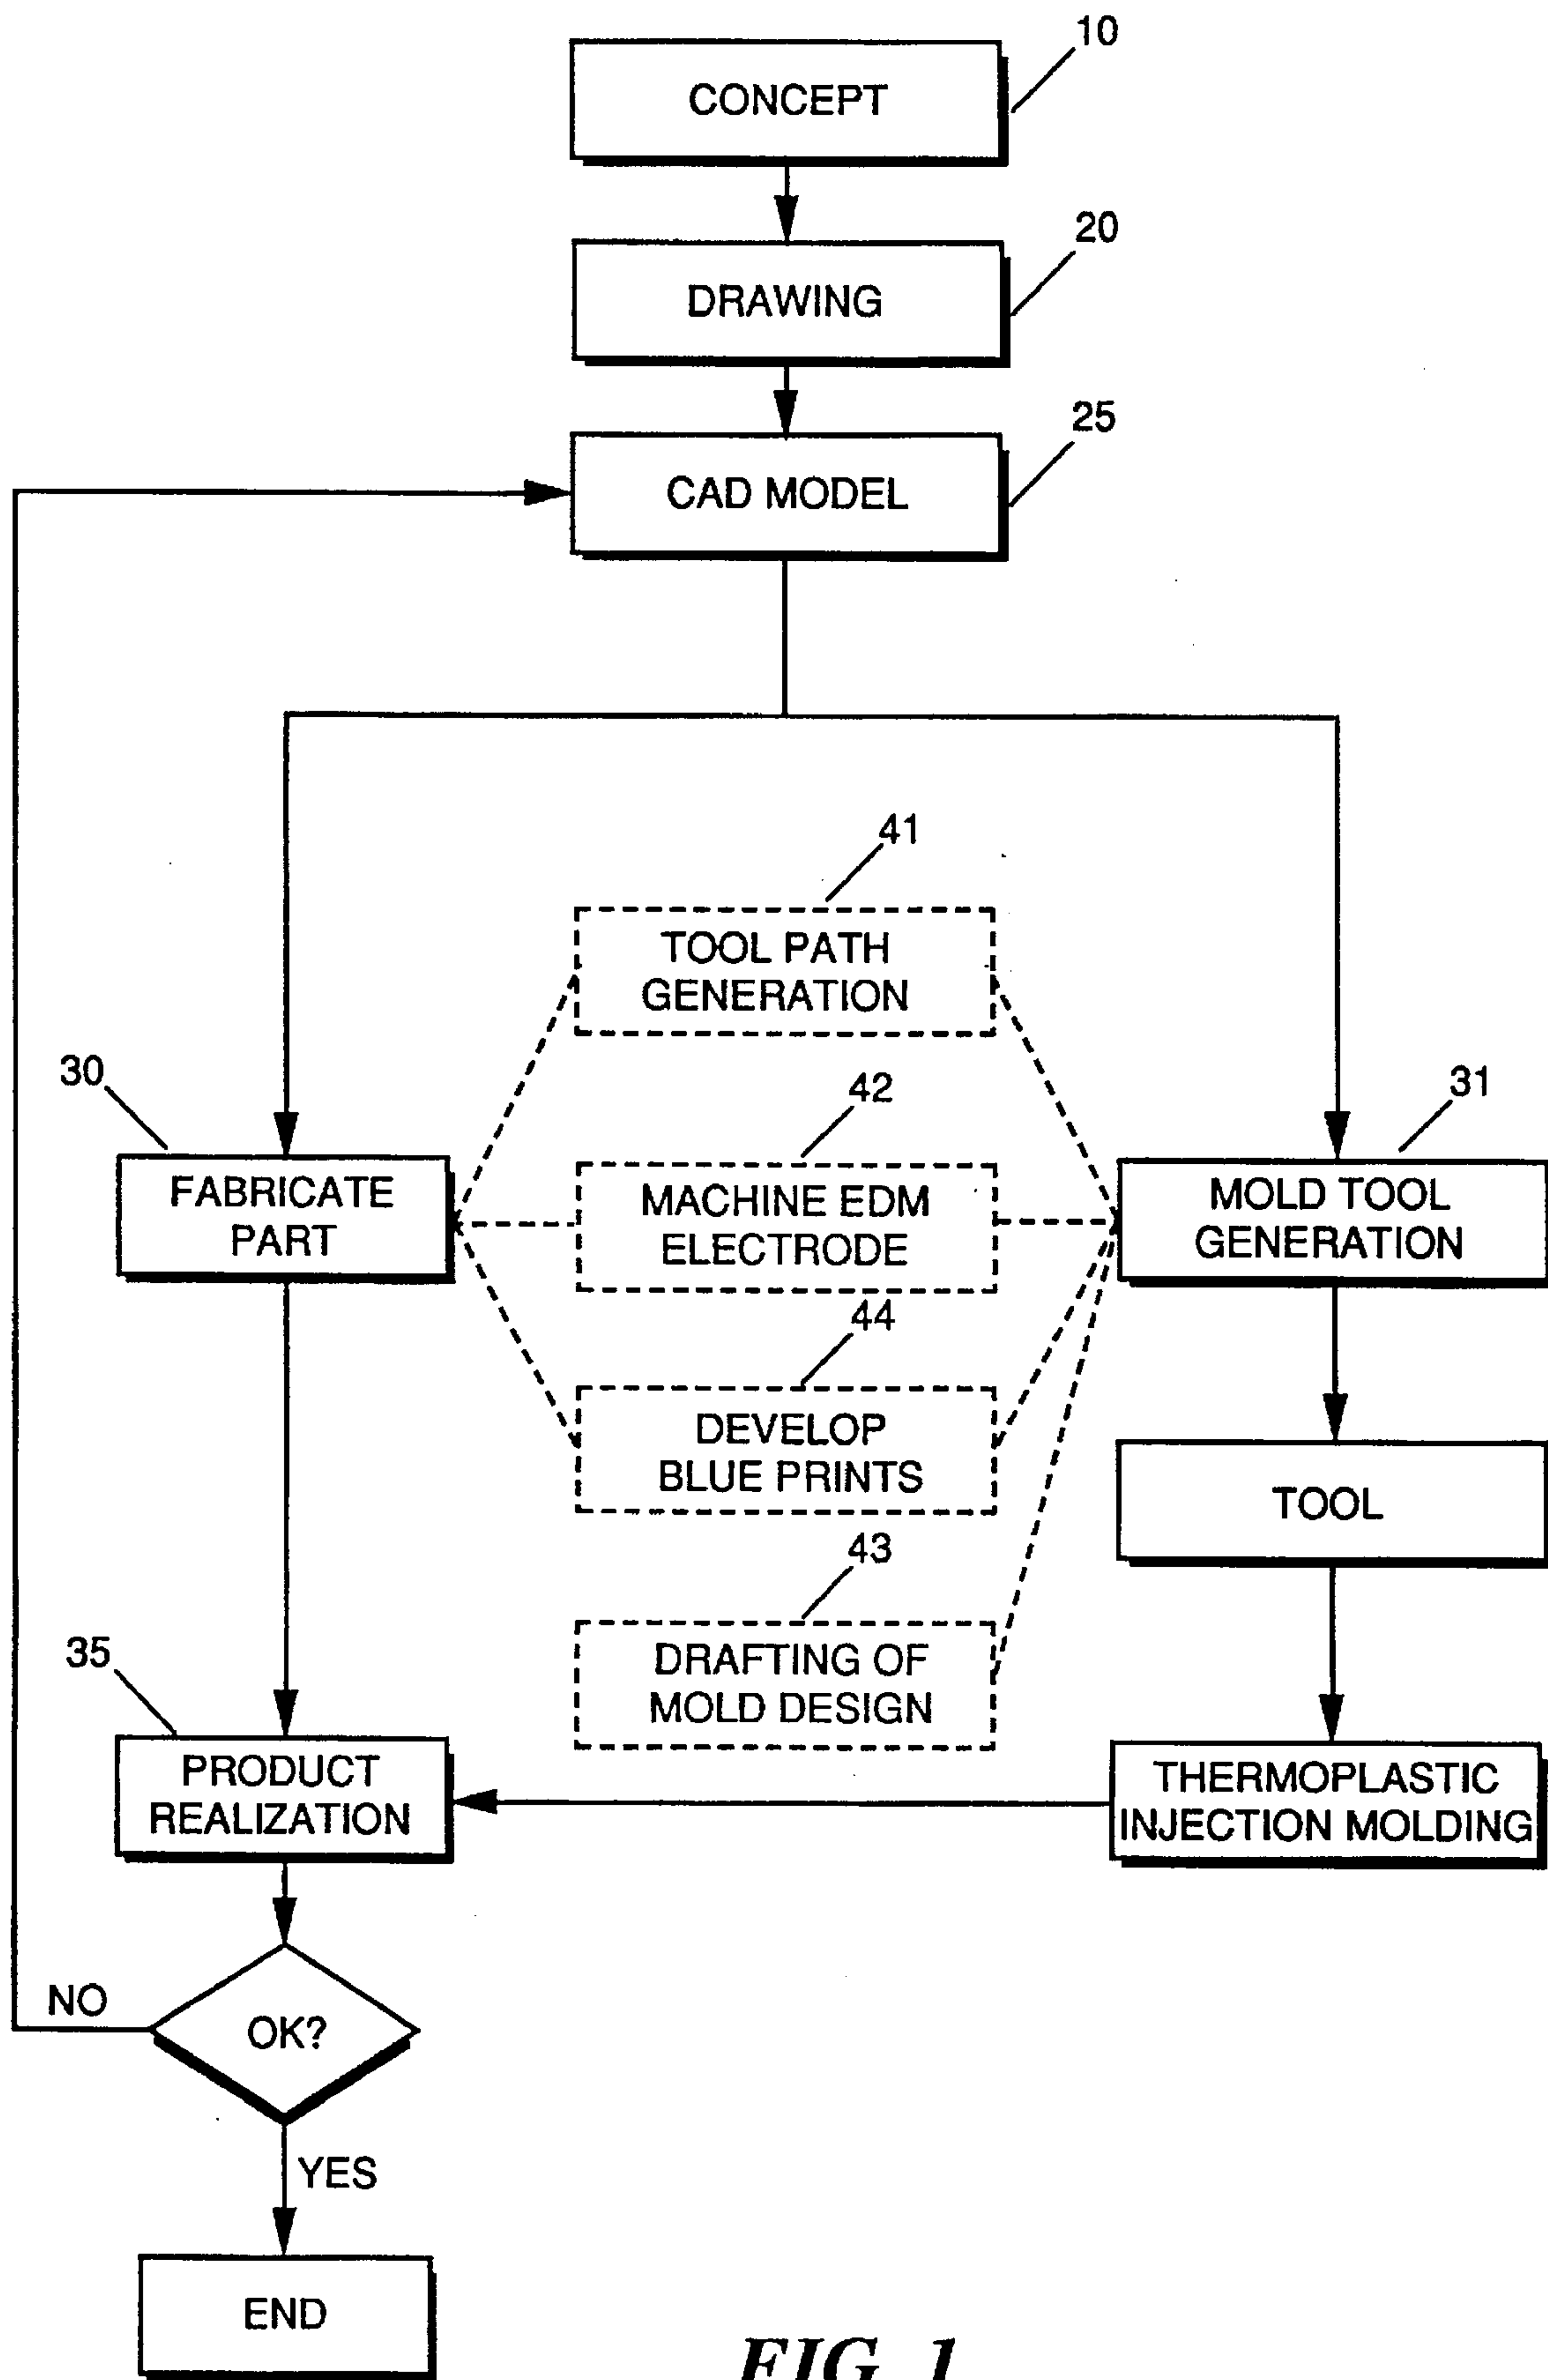 10
CONCEPT
20
DRAWING
25
CAD MODEL
41
TOOL PATH
GENERATION
30
FABRICATE
PART
42
MACHINE EDM
ELECTRODE
31
MOLD TOOL
GENERATION
44
DEVELOP
BLUE PRINTS
TOOL
43
DRAFTING OF
MOLD DESIGN
35
PRODUCT
REALIZATION
THERMOPLASTIC
INJECTION MOLDING
NO
OK?
YES
END
FIG. 1